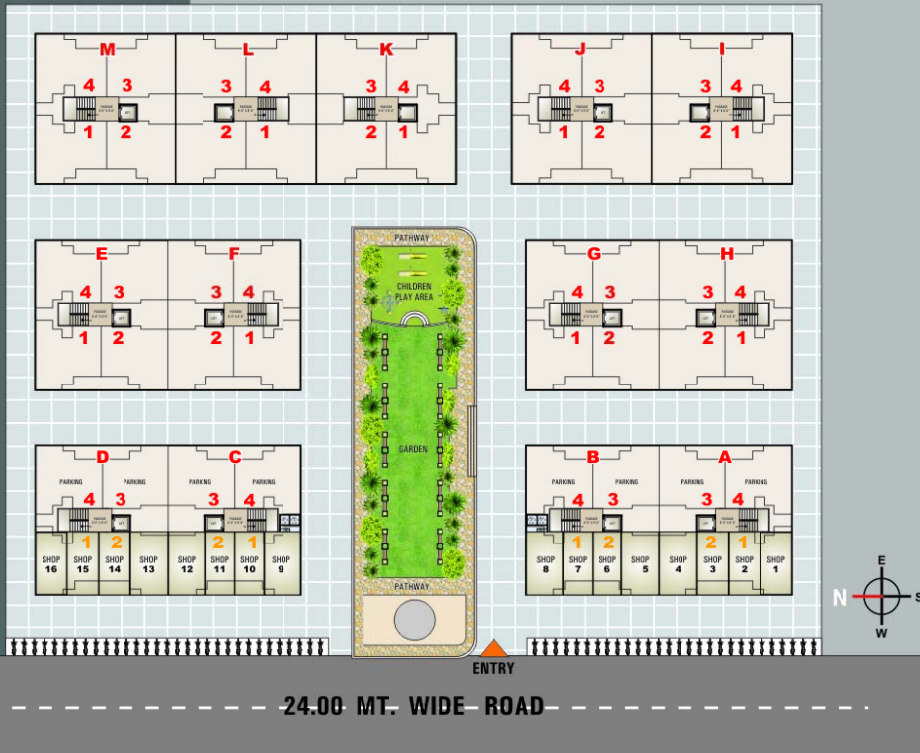 M L K J I
4 3 3 4 3 4 4 3 3 4
LIFT
1 2 2 1 2 1 1 2 2 1
PATHWAY
E F G H
CHILDREN
PLAY AREA
4 3 3 4 4 3 3 4
LIFT LIFT LIFT LIFT
1 2 2 1 1 2 2 1
GARDEN
D C B A
PARKING PARKING PARKING PARKING PARKING PARKING PARKING PARKING
4 3 3 4 4 3 3 4
1 2 2 1 1 2 2 1
SHOP SHOP SHOP SHOP SHOP SHOP SHOP SHOP SHOP SHOP SHOP SHOP SHOP SHOP SHOP SHOP
16 15 14 13 12 11 10 9 8 7 6 5 4 3 2 1
PATHWAY
E
N S
W
ENTRY
24.00 MT. WIDE ROAD